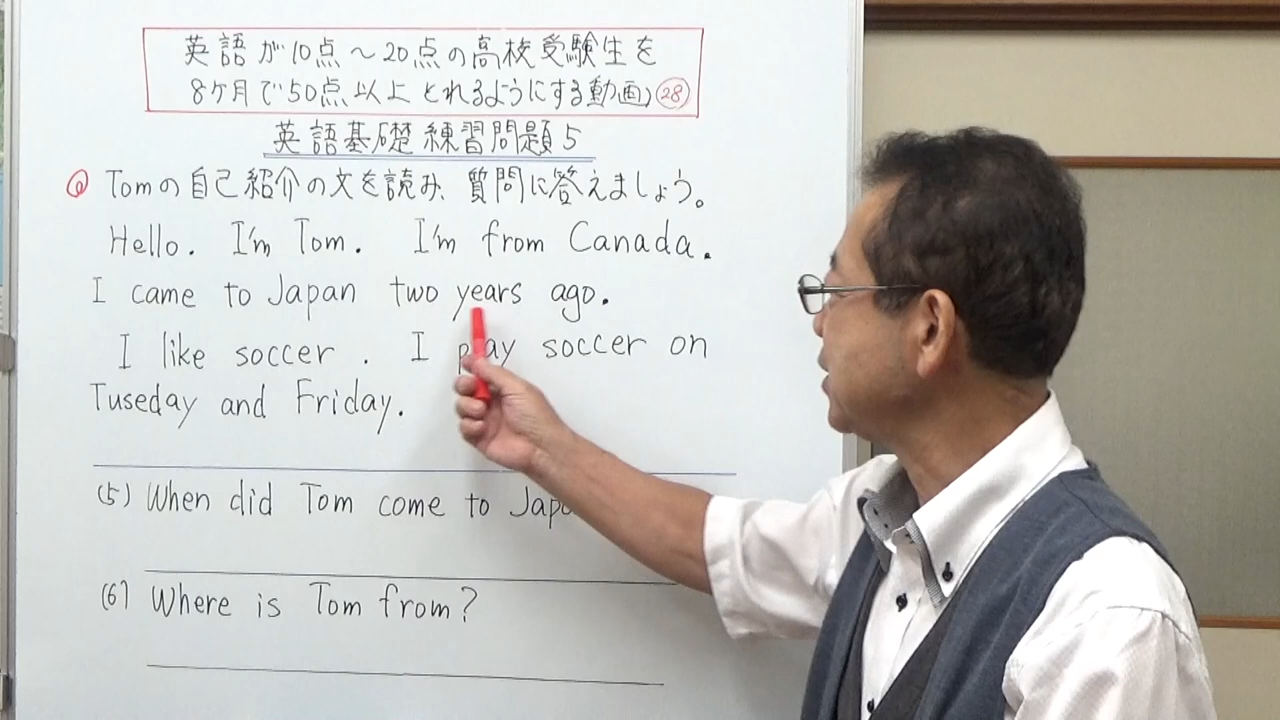 英語が10点～20点の高校受験生を
8ヶ月で50点以上とれるようにする動画) 28
英語基礎練習問題5
Q Tomの自己紹介の文を読み、質問に答えましょう。
Hello. I'm Tom. I'm from Canada.
I came to Japan two years ago.
I like soccer. I play soccer on
Tuseday and Friday.
(5) When did Tom come to
(6) Where is Tom from?